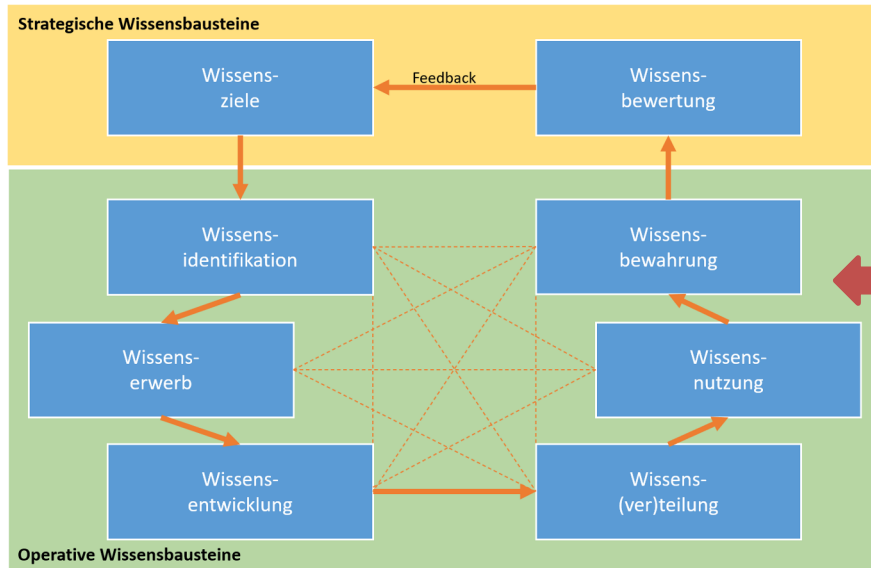 Strategische Wissensbausteine
Wissens-
ziele
Feedback
Wissens-
bewertung
Wissens-
identifikation
Wissens-
bewahrung
Wissens-
erwerb
Wissens-
nutzung
Wissens-
entwicklung
Wissens-
(ver)teilung
Operative Wissensbausteine